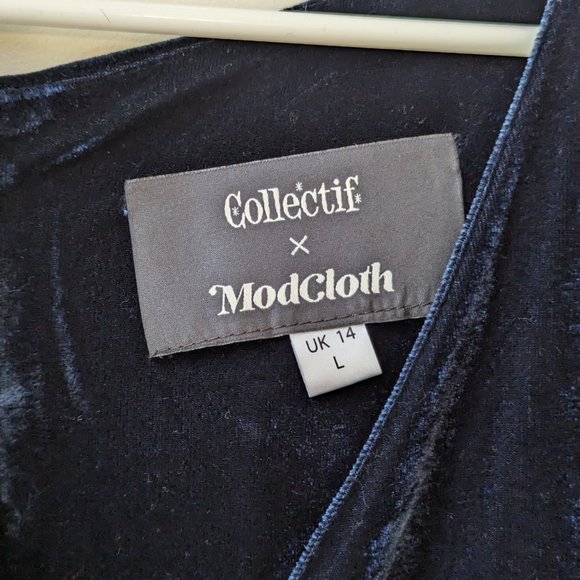 Collectif
×
ModCloth
UK 14
L